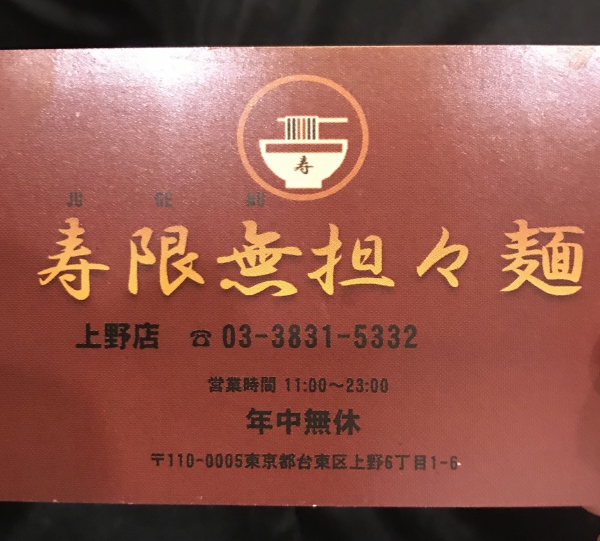 寿
JU GE MU
寿限無担々麺
上野店 ☎ 03-3831-5332
営業時間 11:00～23:00
年中無休
〒110-0005東京都台東区上野6丁目1-6